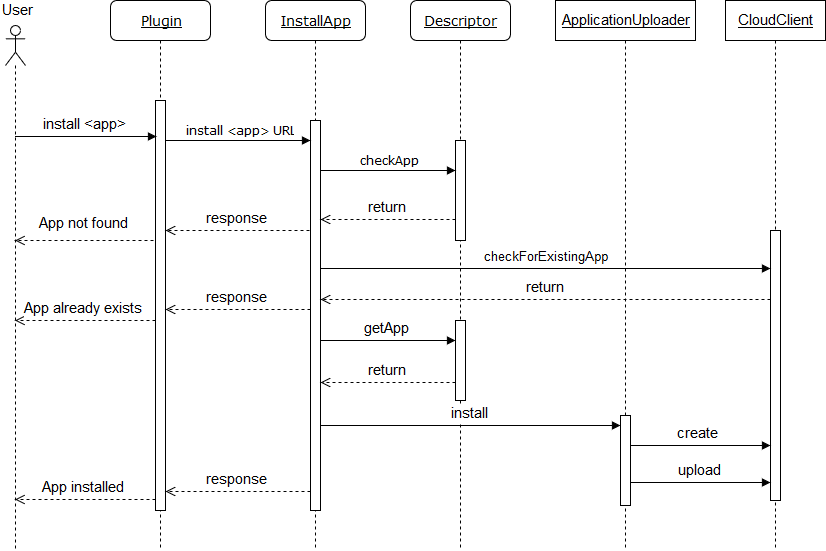 User
Plugin
InstallApp
Descriptor
ApplicationUploader
CloudClient
install <app>
install <app> URL
checkApp
return
response
App not found
checkForExistingApp
return
response
App already exists
getApp
return
install
create
upload
response
App installed